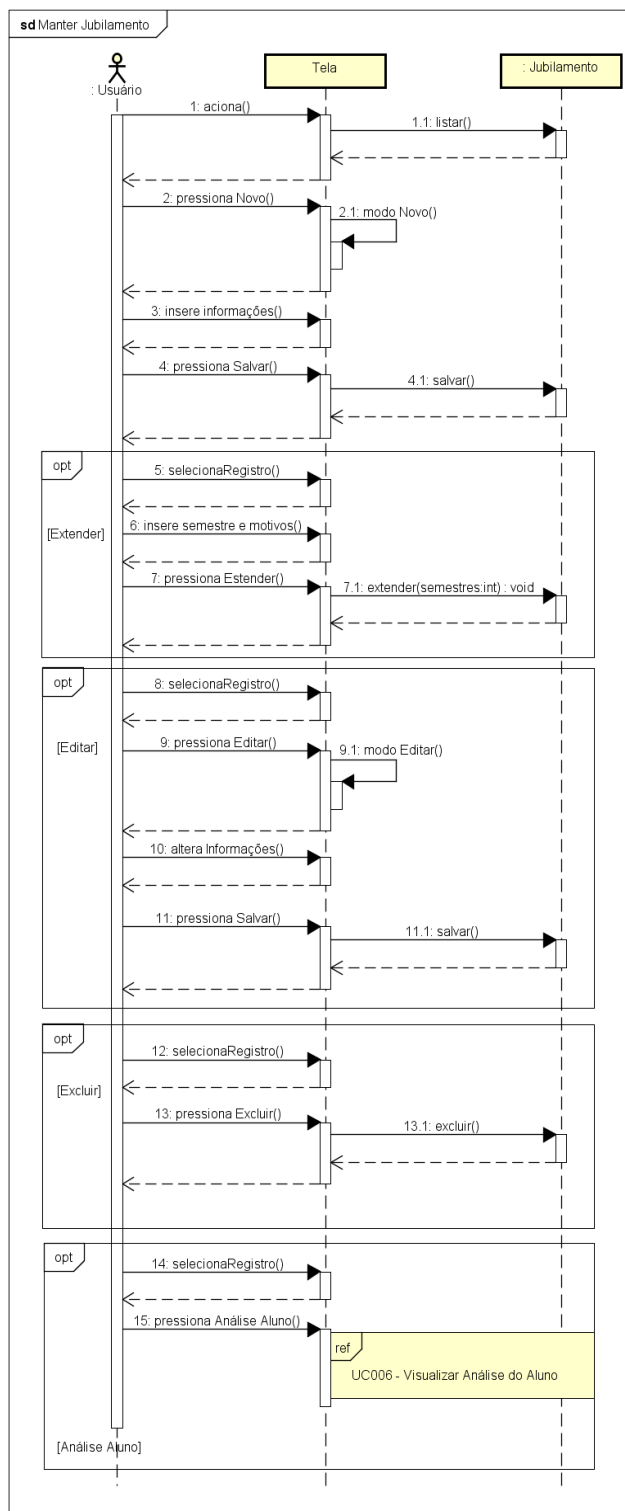 sd Manter Jubilamento
: Usuário
Tela
: Jubilamento
1: aciona()
1.1: listar()
2: pressiona Novo()
2.1: modo Novo()
3: insere informações()
4: pressiona Salvar()
4.1: salvar()
opt
5: selecionaRegistro()
[Extender]
6: insere semestre e motivos()
7: pressiona Estender()
7.1: extender(semestres:int) : void
opt
8: selecionaRegistro()
[Editar]
9: pressiona Editar()
9.1: modo Editar()
10: altera Informações()
11: pressiona Salvar()
11.1: salvar()
opt
12: selecionaRegistro()
[Excluir]
13: pressiona Excluir()
13.1: excluir()
opt
14: selecionaRegistro()
15: pressiona Análise Aluno()
ref
UC006 - Visualizar Análise do Aluno
[Análise Aluno]